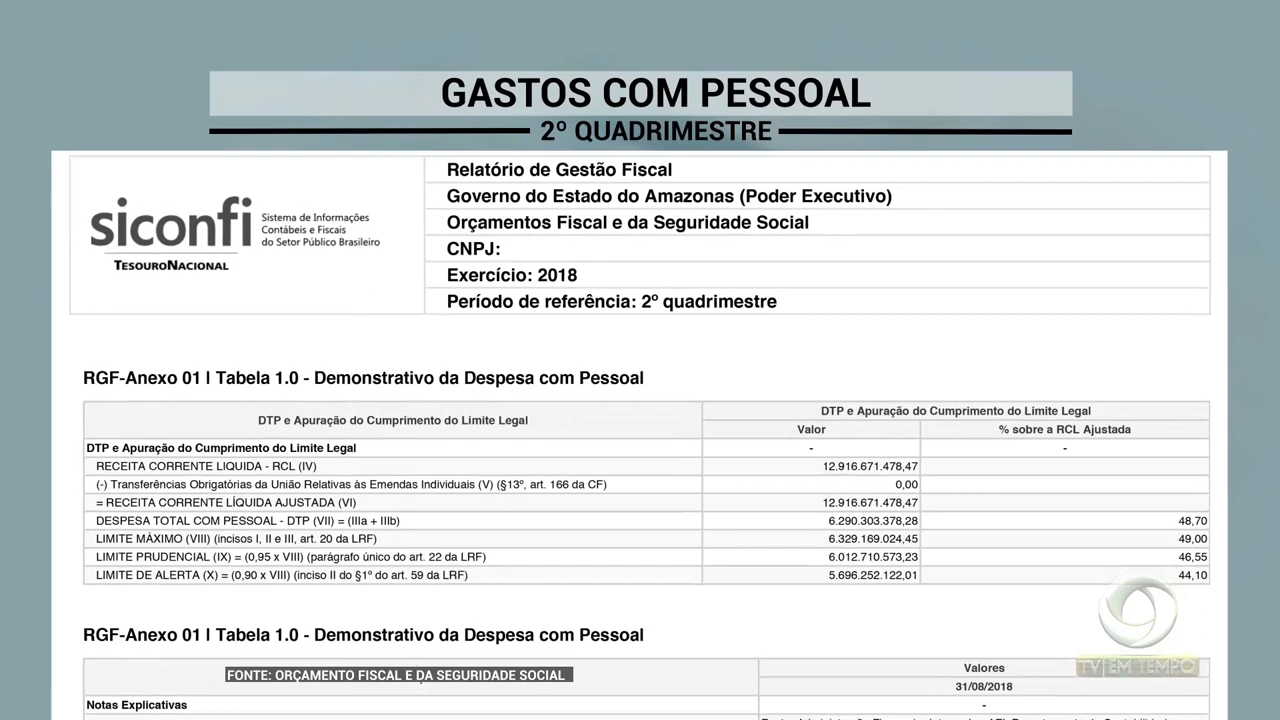 GASTOS COM PESSOAL
2º QUADRIMESTRE
siconfi
Sistema de Informações
Contábeis e Fiscais
do Setor Público Brasileiro
TESOURONACIONAL
Relatório de Gestão Fiscal
Governo do Estado do Amazonas (Poder Executivo)
Orçamentos Fiscal e da Seguridade Social
CNPJ:
Exercício: 2018
Período de referência: 2º quadrimestre
RGF-Anexo 01 | Tabela 1.0 - Demonstrativo da Despesa com Pessoal
DTP e Apuração do Cumprimento do Limite Legal
DTP e Apuração do Cumprimento do Limite Legal
Valor % sobre a RCL Ajustada
DTP e Apuração do Cumprimento do Limite Legal - -
RECEITA CORRENTE LIQUIDA - RCL (IV) 12.916.671.478,47
(-) Transferências Obrigatórias da União Relativas às Emendas Individuais (V) (§13º, art. 166 da CF) 0,00
= RECEITA CORRENTE LÍQUIDA AJUSTADA (VI) 12.916.671.478,47
DESPESA TOTAL COM PESSOAL - DTP (VII) = (IIIa + IIIb) 6.290.303.378,28 48,70
LIMITE MÁXIMO (VIII) (incisos I, II e III, art. 20 da LRF) 6.329.169.024,45 49,00
LIMITE PRUDENCIAL (IX) = (0,95 x VIII) (parágrafo único do art. 22 da LRF) 6.012.710.573,23 46,55
LIMITE DE ALERTA (X) = (0,90 x VIII) (inciso II do §1º do art. 59 da LRF) 5.696.252.122,01 44,10
RGF-Anexo 01 | Tabela 1.0 - Demonstrativo da Despesa com Pessoal
FONTE: ORÇAMENTO FISCAL E DA SEGURIDADE SOCIAL
Valores
31/08/2018
Notas Explicativas -
TV EM TEMPO